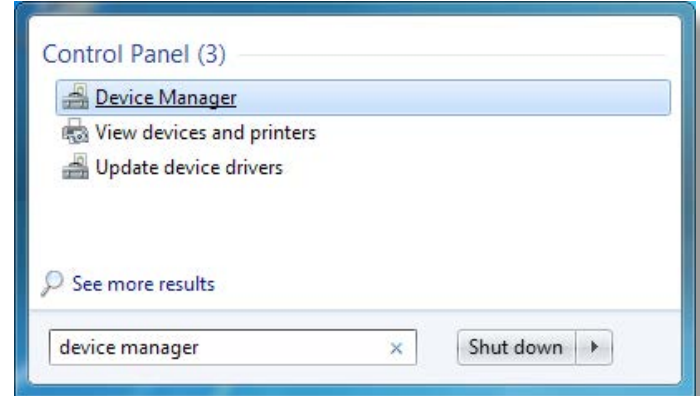 Control Panel (3)
Device Manager
View devices and printers
Update device drivers
See more results
device manager
Shut down